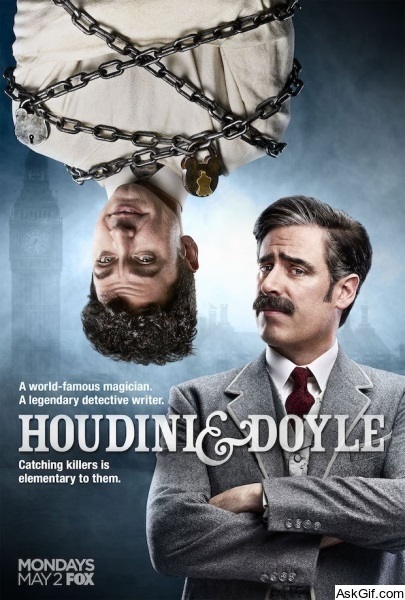 A world-famous magician.
A legendary detective writer.
HOUDINI & DOYLE
Catching killers is
elementary to them.
MONDAYS
MAY 2 FOX
AskGif.com